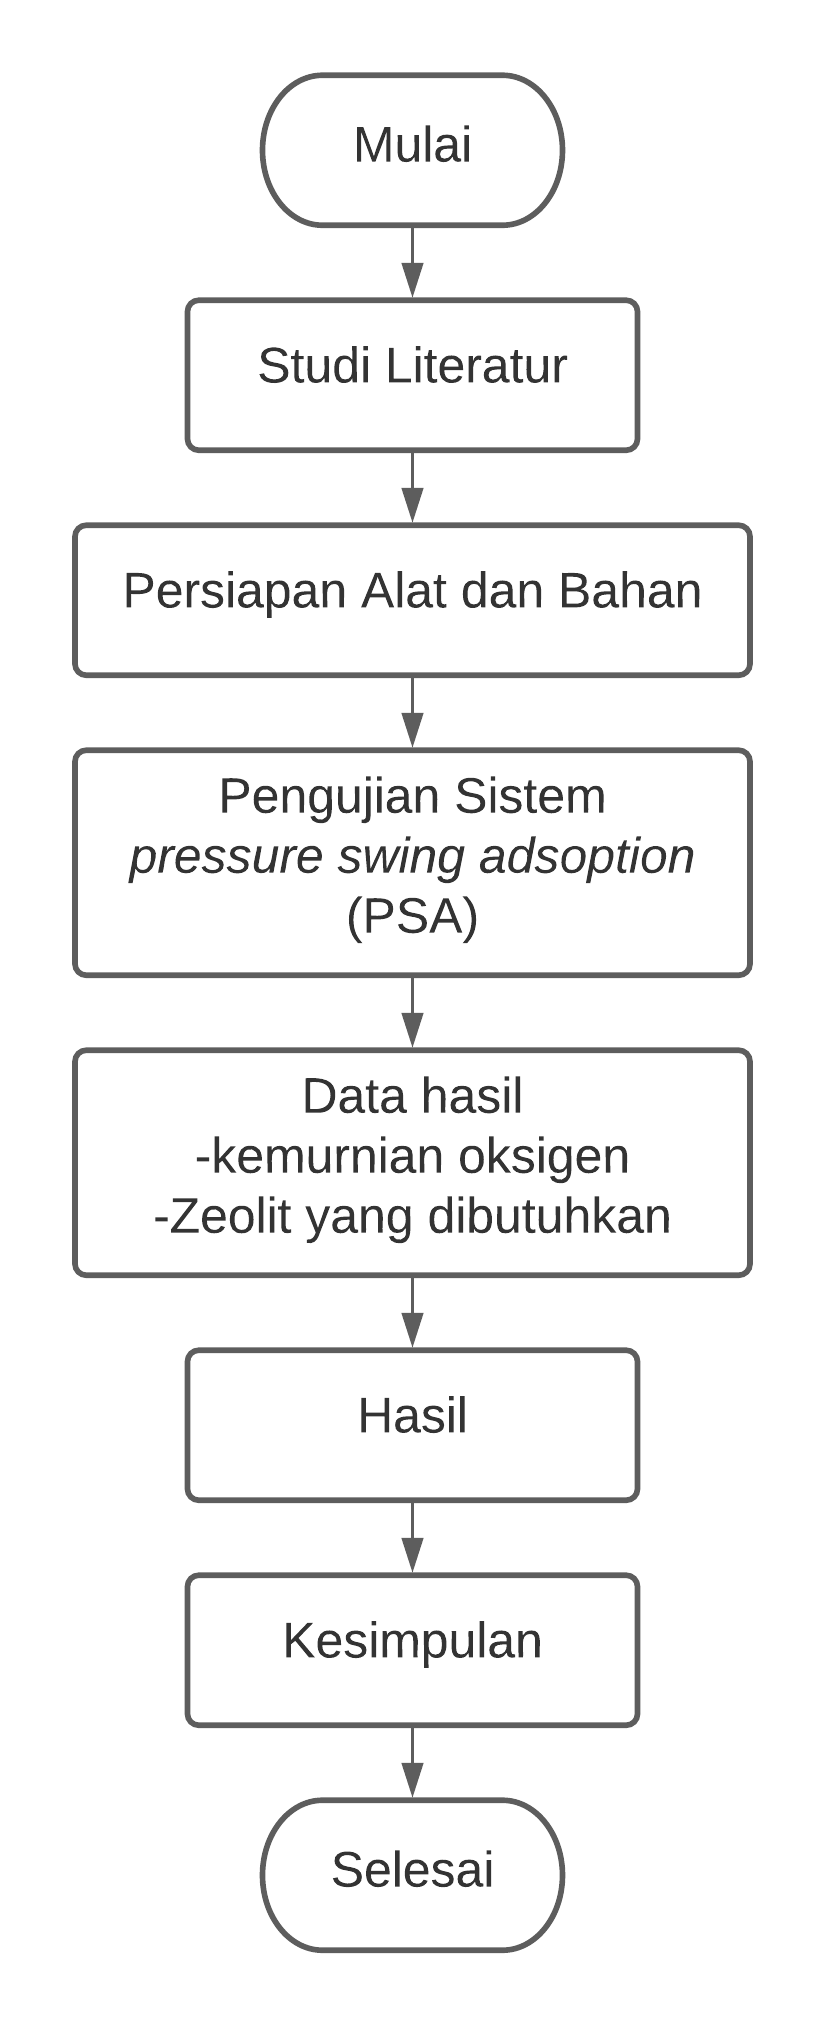 Mulai
Studi Literatur
Persiapan Alat dan Bahan
Pengujian Sistem
pressure swing adsoption
(PSA)
Data hasil
-kemurnian oksigen
-Zeolit yang dibutuhkan
Hasil
Kesimpulan
Selesai